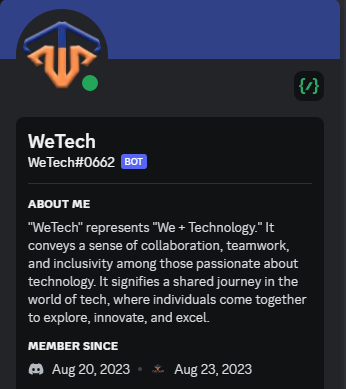 {/}
WeTech
WeTech#0662 BOT
ABOUT ME
"WeTech" represents "We + Technology." It
conveys a sense of collaboration, teamwork,
and inclusivity among those passionate about
technology. It signifies a shared journey in the
world of tech, where individuals come together
to explore, innovate, and excel.
MEMBER SINCE
Aug 20, 2023 • Aug 23, 2023